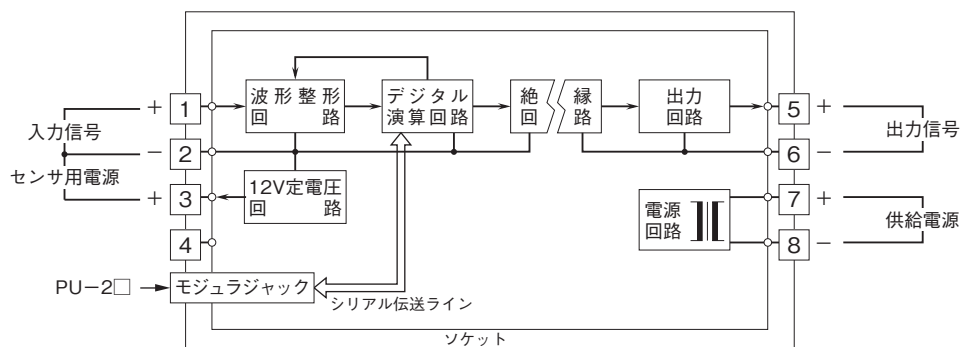 波形整形
回　　路
デジタル
演算回路
絶　縁
回　路
出力
回路
1
2
3
4
＋
入力信号
−
センサ用電源
＋
12V定電圧
回　　　路
電源
回路
5
6
7
8
＋
出力信号
−
＋
供給電源
−
PU−2□
モジュラジャック
シリアル伝送ライン
ソケット